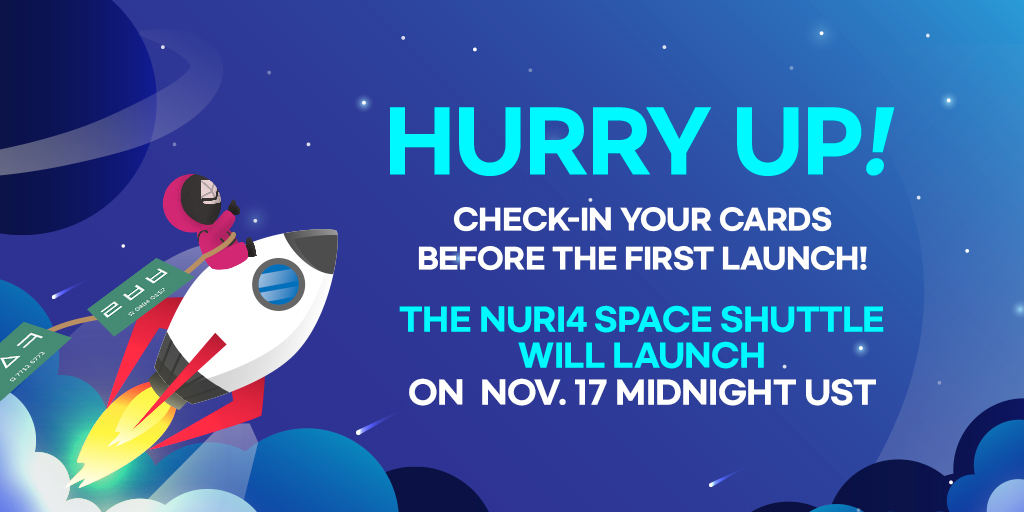 HURRY UP!
CHECK-IN YOUR CARDS
BEFORE THE FIRST LAUNCH!
THE NURI4 SPACE SHUTTLE
WILL LAUNCH
ON NOV. 17 MIDNIGHT UST